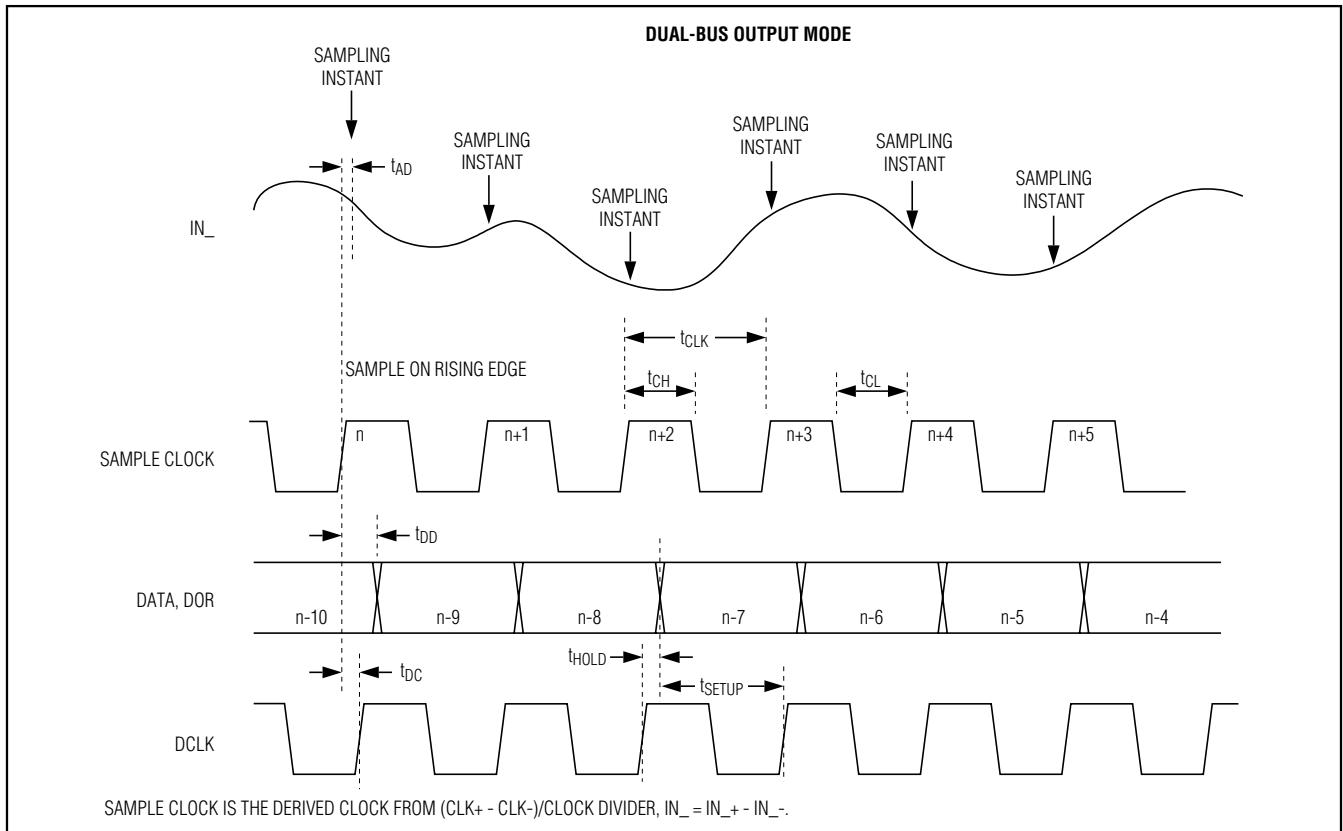 DUAL-BUS OUTPUT MODE
SAMPLING
INSTANT
SAMPLING
INSTANT
SAMPLING
INSTANT
SAMPLING
INSTANT
SAMPLING
INSTANT
SAMPLING
INSTANT
tAD
IN_
tCLK
SAMPLE ON RISING EDGE
tCH
tCL
SAMPLE CLOCK
n
n+1
n+2
n+3
n+4
n+5
tDD
DATA, DOR
n-10
n-9
n-8
n-7
n-6
n-5
n-4
tHOLD
tDC
tSETUP
DCLK
SAMPLE CLOCK IS THE DERIVED CLOCK FROM (CLK+ - CLK-)/CLOCK DIVIDER, IN_ = IN_+ - IN_-.